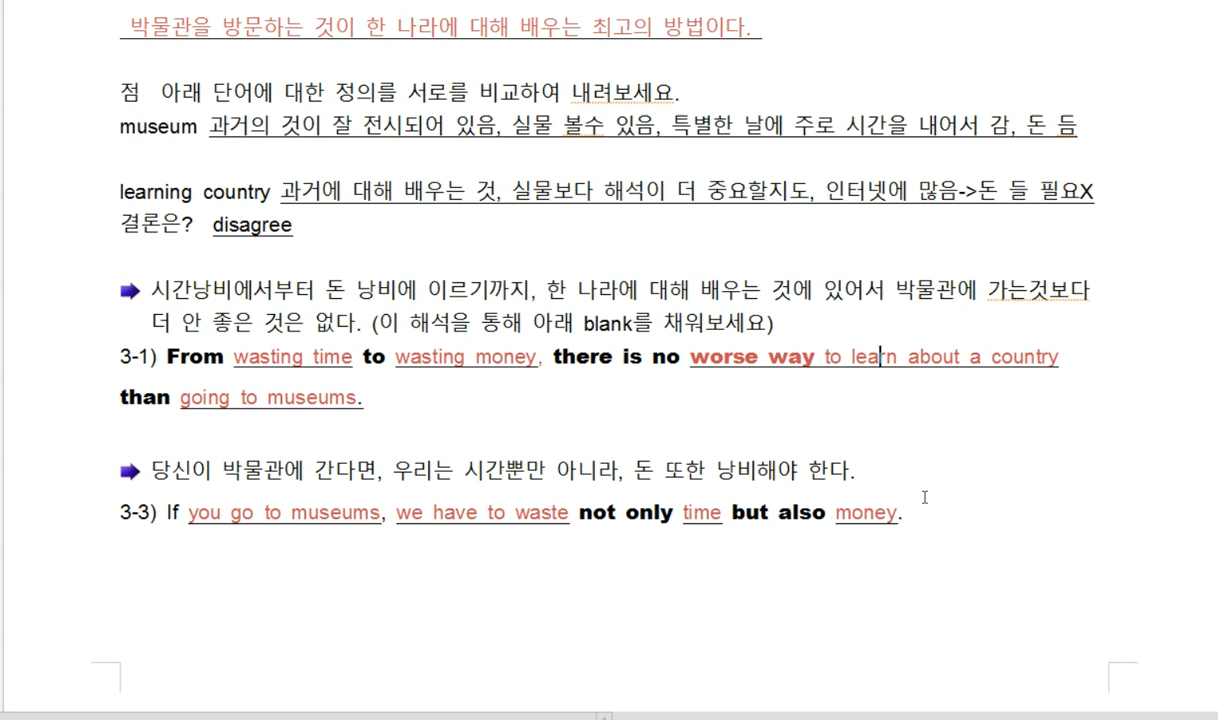 박물관을 방문하는 것이 한 나라에 대해 배우는 최고의 방법이다.
점 아래 단어에 대한 정의를 서로를 비교하여 내려보세요.
museum 과거의 것이 잘 전시되어 있음, 실물 볼수 있음, 특별한 날에 주로 시간을 내어서 감, 돈 듬
learning country 과거에 대해 배우는 것, 실물보다 해석이 더 중요할지도, 인터넷에 많음->돈 들 필요X
결론은? disagree
시간낭비에서부터 돈 낭비에 이르기까지, 한 나라에 대해 배우는 것에 있어서 박물관에 가는것보다
더 안 좋은 것은 없다. (이 해석을 통해 아래 blank를 채워보세요)
3-1) From wasting time to wasting money, there is no worse way to learn about a country
than going to museums.
당신이 박물관에 간다면, 우리는 시간뿐만 아니라, 돈 또한 낭비해야 한다.
3-3) If you go to museums, we have to waste not only time but also money.